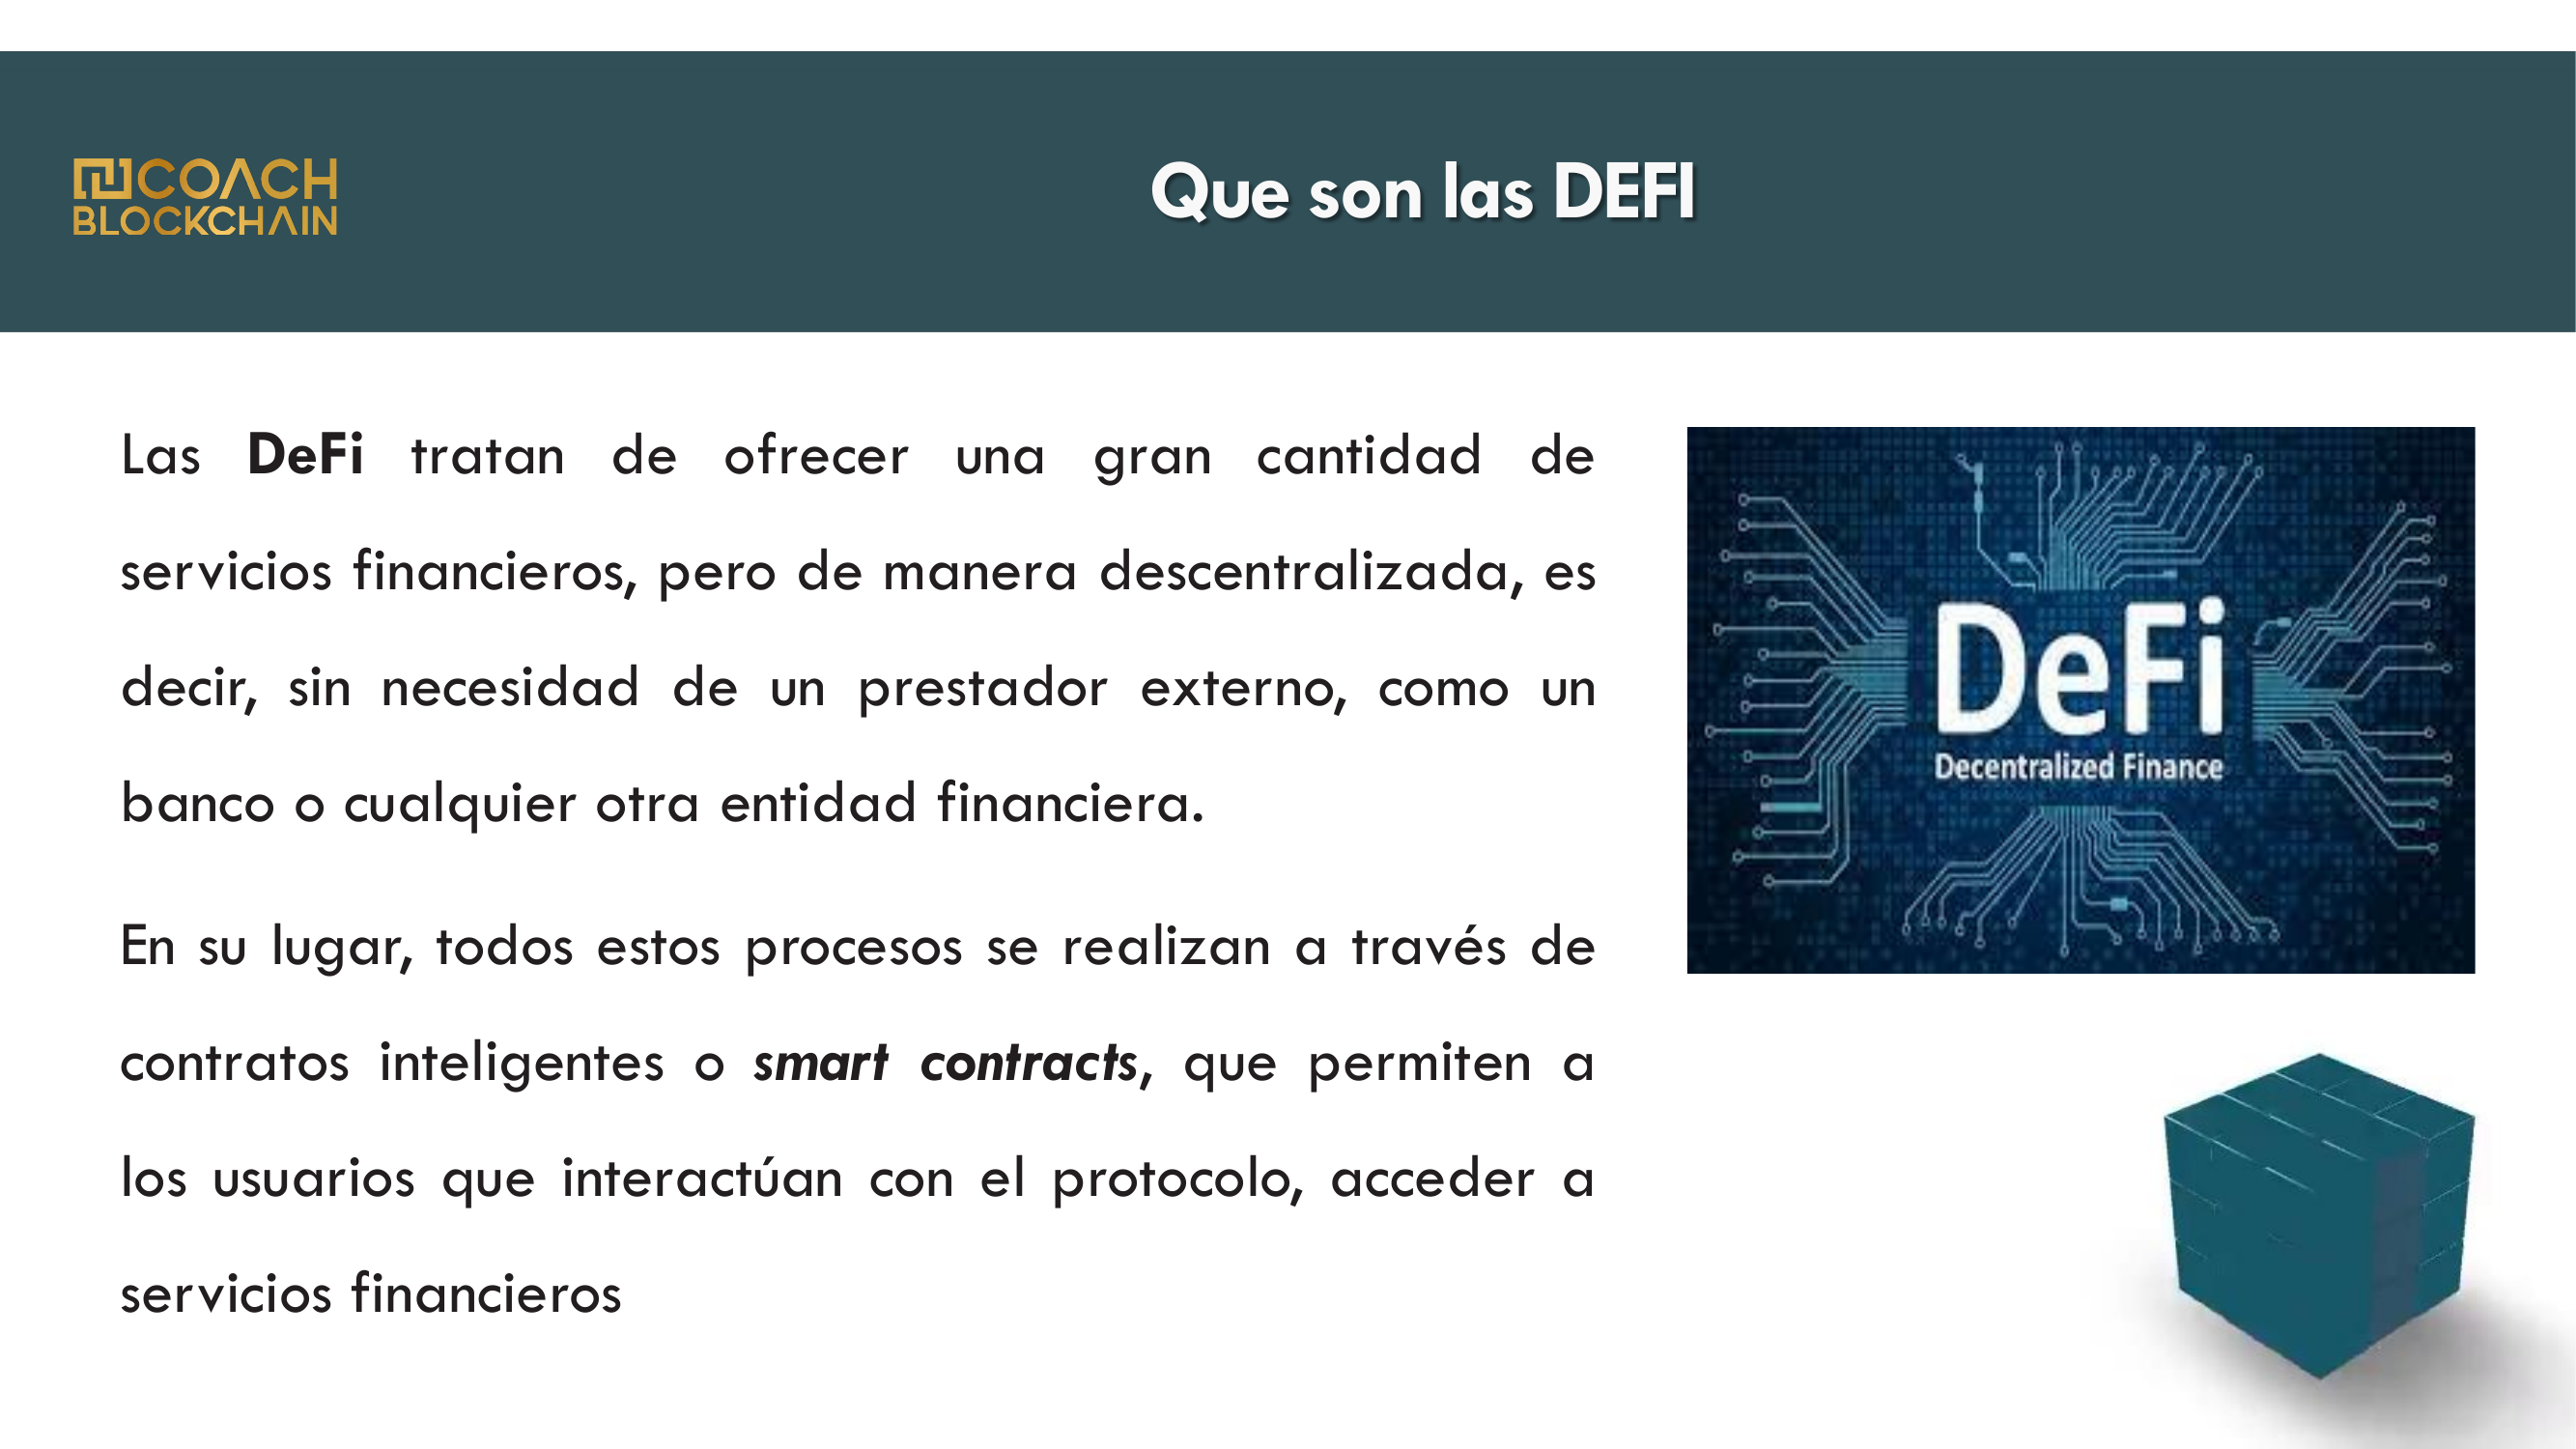 COACH
BLOCKCHAIN
Que son las DEFI
Las DeFi tratan de ofrecer una gran cantidad de
servicios financieros, pero de manera descentralizada, es
decir, sin necesidad de un prestador externo, como un
banco o cualquier otra entidad financiera.
En su lugar, todos estos procesos se realizan a través de
contratos inteligentes o smart contracts, que permiten a
los usuarios que interactúan con el protocolo, acceder a
servicios financieros
DeFi
Decentralized Finance